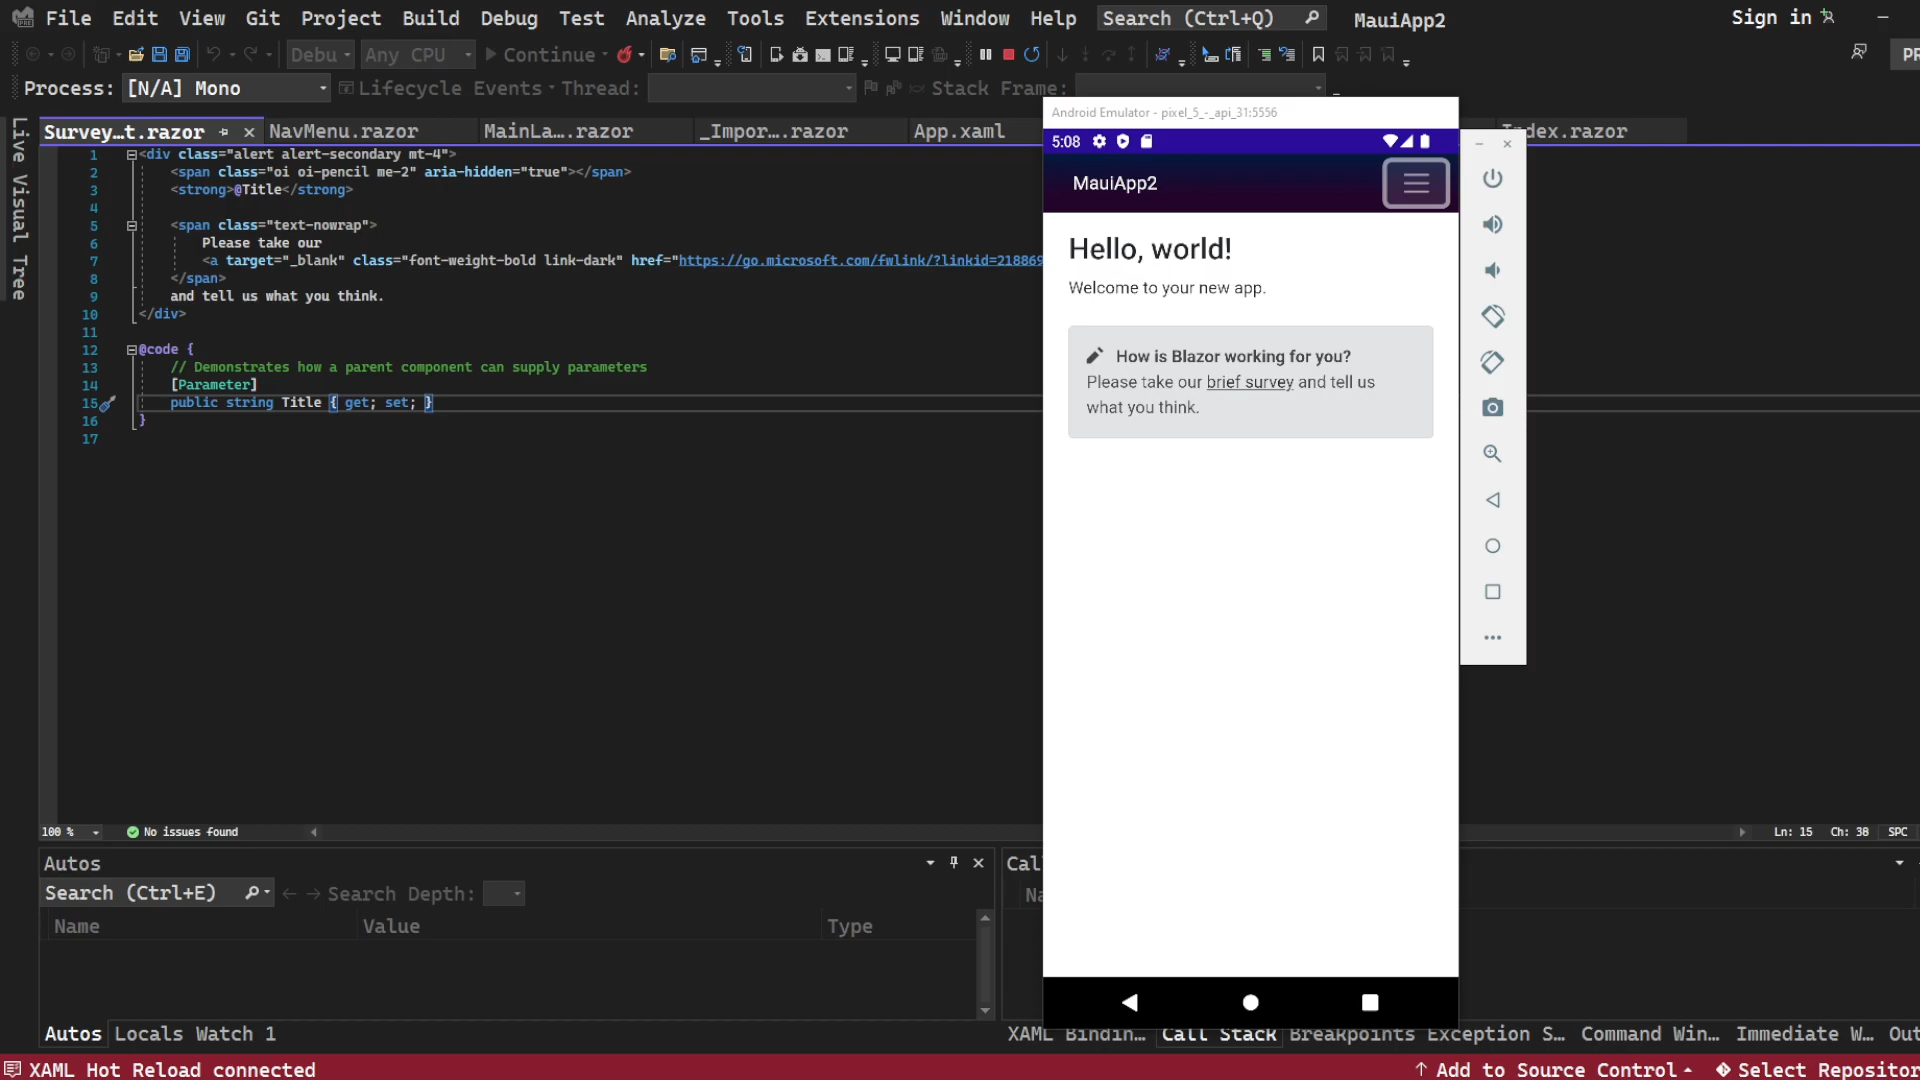 File Edit View Git Project Build Debug Test Analyze Tools Extensions Window Help Search (Ctrl+Q) MauiApp2 Sign in
Debu Any CPU Continue
Process: [N/A] Mono Lifecycle Events Thread: Stack Frame:
Live Visual Tree
Survey…t.razor NavMenu.razor MainLa….razor _Impor….razor App.xaml Index.razor
1 <div class="alert alert-secondary mt-4">
2 <span class="oi oi-pencil me-2" aria-hidden="true"></span>
3 <strong>@Title</strong>
4
5 <span class="text-nowrap">
6 Please take our
7 <a target="_blank" class="font-weight-bold link-dark" href="https://go.microsoft.com/fwlink/?linkid=218869
8 </span>
9 and tell us what you think.
10 </div>
11
12 @code {
13 // Demonstrates how a parent component can supply parameters
14 [Parameter]
15 public string Title { get; set; }
16 }
17
Android Emulator - pixel_5_-_api_31:5556
5:08
MauiApp2
Hello, world!
Welcome to your new app.
How is Blazor working for you?
Please take our brief survey and tell us
what you think.
100 % No issues found Ln: 15 Ch: 38 SPC
Autos
Search (Ctrl+E) Search Depth:
Name Value Type
Autos Locals Watch 1
XAML Bindin… Call Stack Breakpoints Exception S… Command Win… Immediate W… Out
XAML Hot Reload connected Add to Source Control Select Repositor